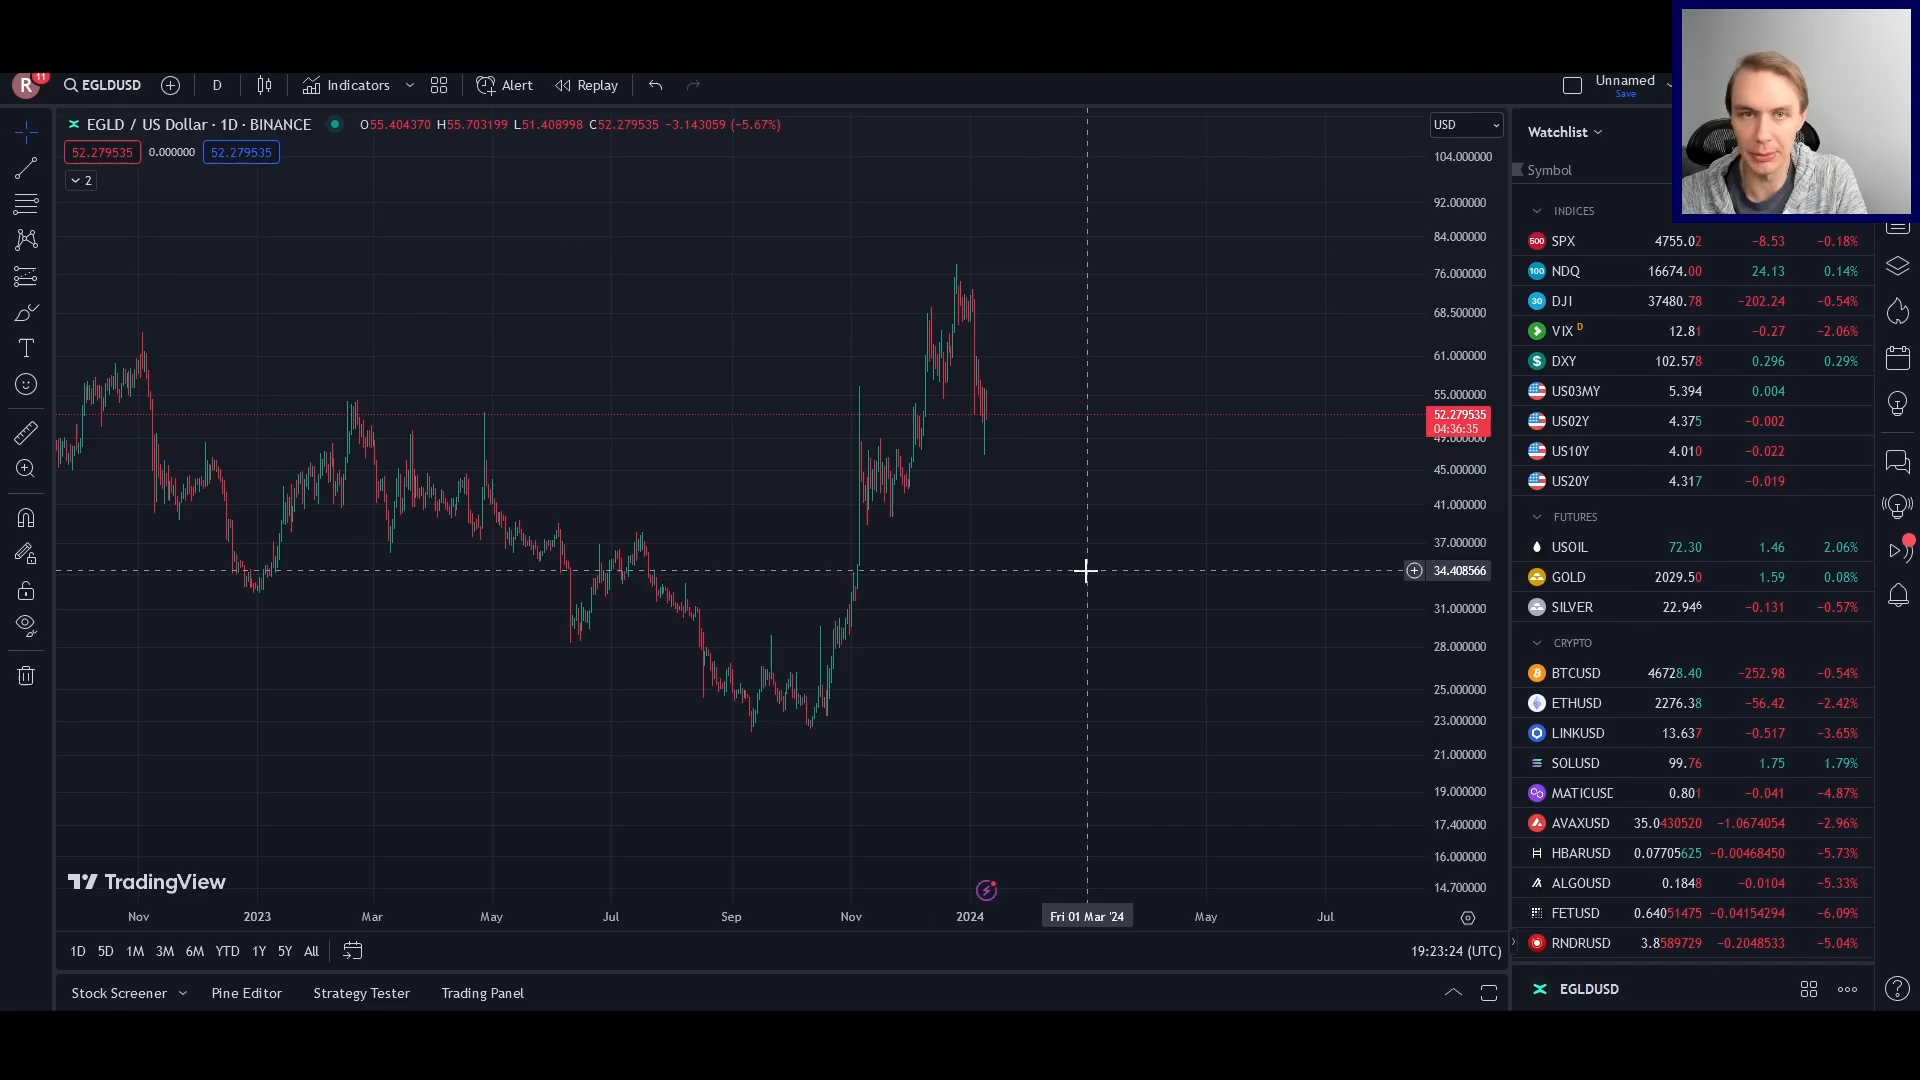 R 11 EGLDUSD D Indicators Alert Replay Unnamed
Save
EGLD / US Dollar · 1D · BINANCE O55.404370 H55.703199 L51.408998 C52.279535 −3.143059 (−5.67%)
52.279535 0.000000 52.279535
2
USD
104.000000
92.000000
84.000000
76.000000
68.500000
61.000000
55.000000
52.279535
04:36:35
49.000000
45.000000
41.000000
37.000000
34.408566
31.000000
28.000000
25.000000
23.000000
21.000000
19.000000
17.400000
16.000000
14.700000
TradingView
Nov 2023 Mar May Jul Sep Nov 2024 Fri 01 Mar '24 May Jul
1D 5D 1M 3M 6M YTD 1Y 5Y All 19:23:24 (UTC)
Stock Screener Pine Editor Strategy Tester Trading Panel
Watchlist
Symbol
INDICES
500 SPX 4755.02 −8.53 −0.18%
100 NDQ 16674.00 24.13 0.14%
30 DJI 37480.78 −202.24 −0.54%
VIX D 12.81 −0.27 −2.06%
DXY 102.578 0.296 0.29%
US03MY 5.394 0.004
US02Y 4.375 −0.002
US10Y 4.010 −0.022
US20Y 4.317 −0.019
FUTURES
USOIL 72.30 1.46 2.06%
GOLD 2029.50 1.59 0.08%
SILVER 22.946 −0.131 −0.57%
CRYPTO
BTCUSD 46728.40 −252.98 −0.54%
ETHUSD 2276.38 −56.42 −2.42%
LINKUSD 13.637 −0.517 −3.65%
SOLUSD 99.76 1.75 1.79%
MATICUSD 0.801 −0.041 −4.87%
AVAXUSD 35.0430520 −1.0674054 −2.96%
HBARUSD 0.07705625 −0.00468450 −5.73%
ALGOUSD 0.1848 −0.0104 −5.33%
FETUSD 0.64051475 −0.04154294 −6.09%
RNDRUSD 3.8589729 −0.2048533 −5.04%
EGLDUSD